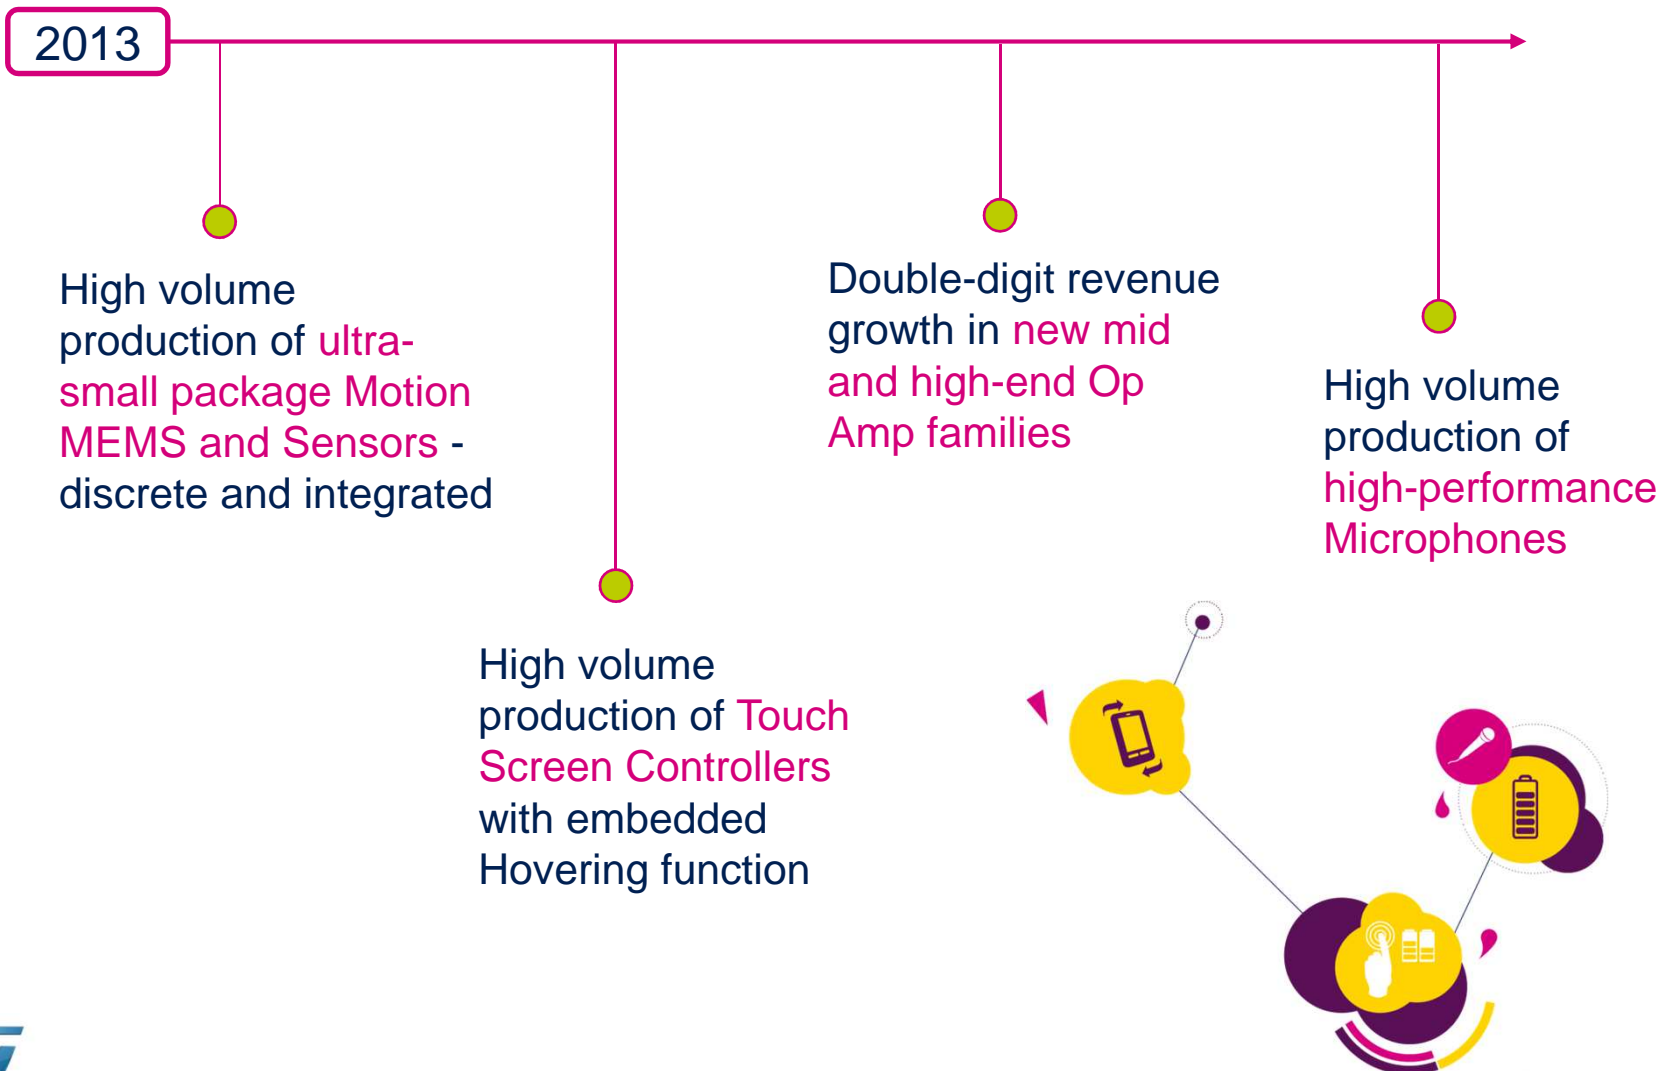 2013
High volume
production of ultra-
small package Motion
MEMS and Sensors -
discrete and integrated
High volume
production of Touch
Screen Controllers
with embedded
Hovering function
Double-digit revenue
growth in new mid
and high-end Op
Amp families
High volume
production of
high-performance
Microphones